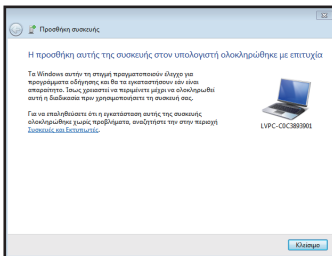 Προσθήκη συσκευής
Η προσθήκη αυτής της συσκευής στον υπολογιστή ολοκληρώθηκε με επιτυχία
Τα Windows αυτήν τη στιγμή πραγματοποιούν έλεγχο για
προγράμματα οδήγησης και θα τα εγκαταστήσουν εάν είναι
απαραίτητο. Ίσως χρειαστεί να περιμένετε μέχρι να ολοκληρωθεί
αυτή η διαδικασία πριν χρησιμοποιήσετε τη συσκευή σας.
Για να επαληθεύσετε ότι η εγκατάσταση αυτής της συσκευής
ολοκληρώθηκε χωρίς προβλήματα, αναζητήστε την στην περιοχή
Συσκευές και Εκτυπωτές.
LVPC-C0C3893901
Κλείσιμο